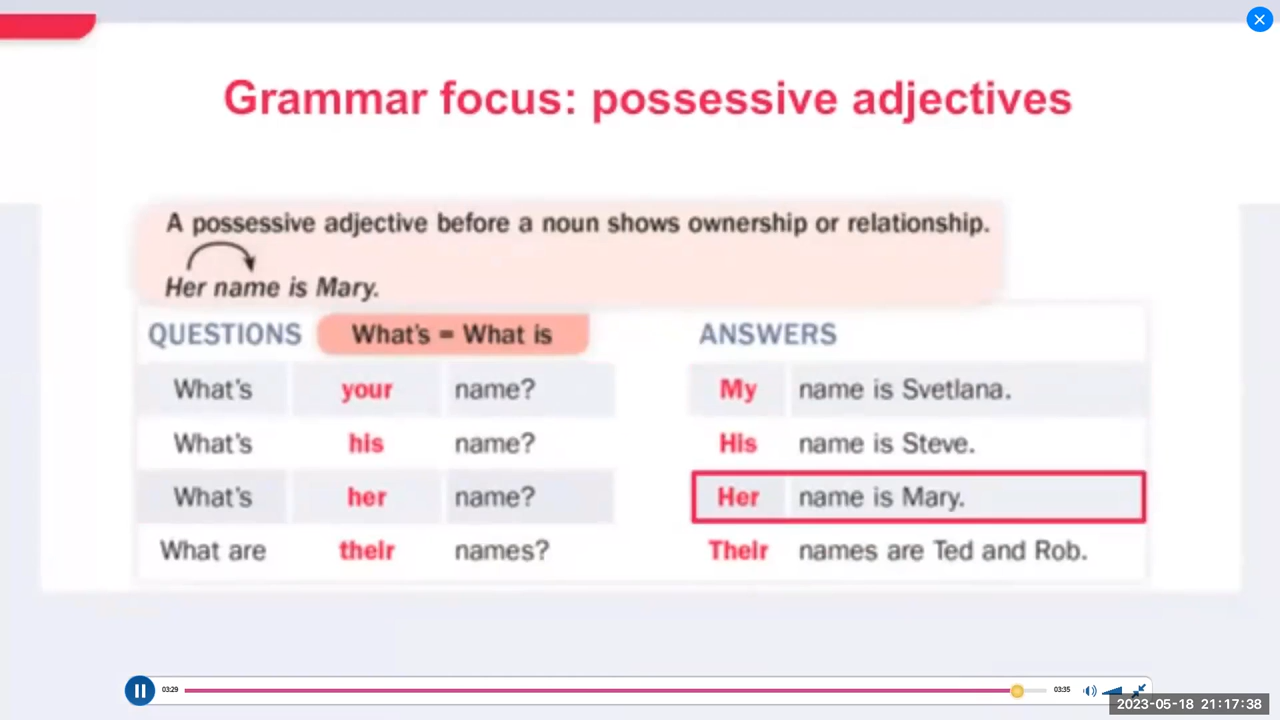 Grammar focus: possessive adjectives
A possessive adjective before a noun shows ownership or relationship.
Her name is Mary.
QUESTIONS What's = What is ANSWERS
What's your name? My name is Svetlana.
What's his name? His name is Steve.
What's her name? Her name is Mary.
What are their names? Their names are Ted and Rob.
03:29 03:35
2023-05-18 21:17:38